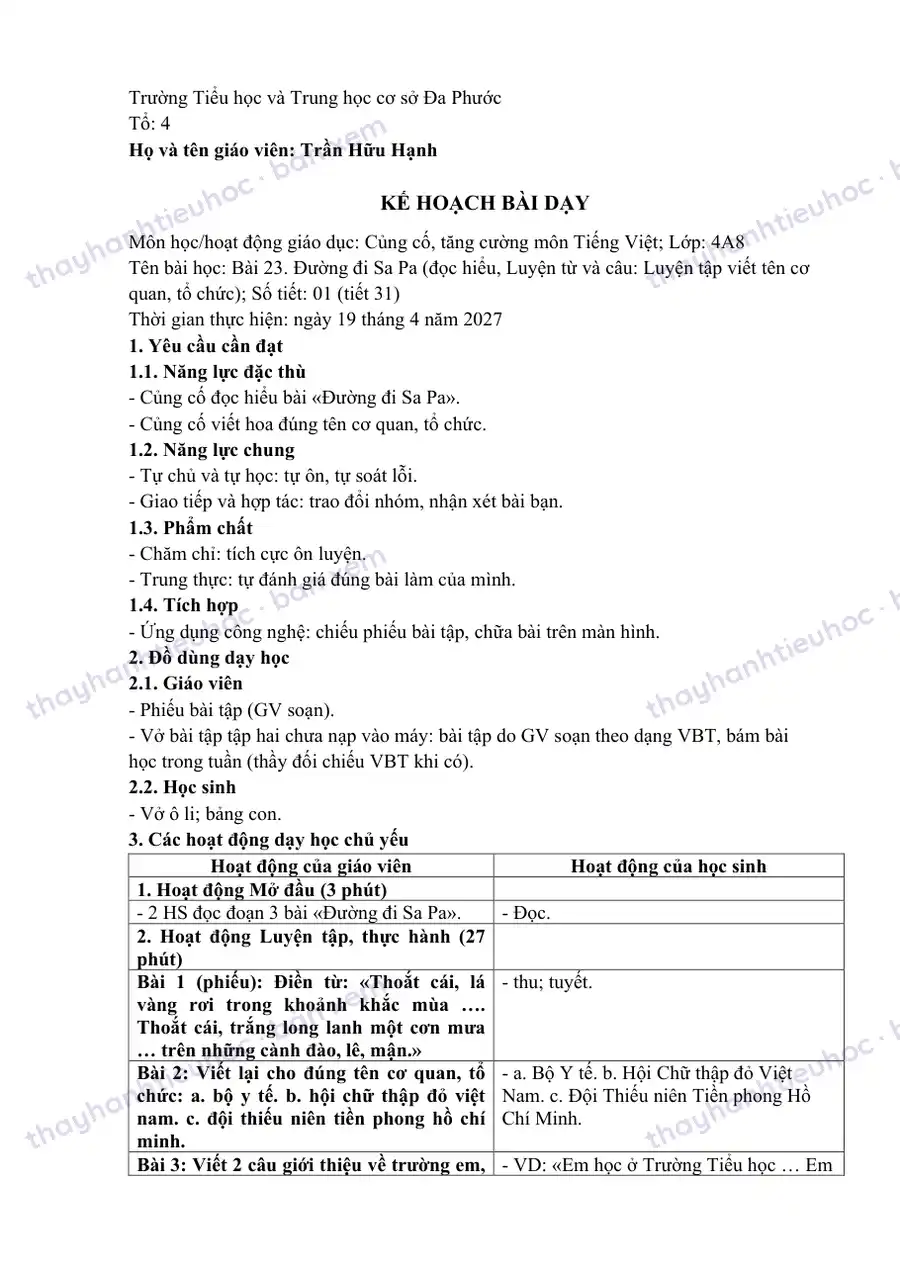 Trường Tiểu học và Trung học cơ sở Đa Phước
Tổ: 4
Họ và tên giáo viên: Trần Hữu Hạnh
KẾ HOẠCH BÀI DẠY
Môn học/hoạt động giáo dục: Củng cố, tăng cường môn Tiếng Việt; Lớp: 4A8
Tên bài học: Bài 23. Đường đi Sa Pa (đọc hiểu, Luyện từ và câu: Luyện tập viết tên cơ
quan, tổ chức); Số tiết: 01 (tiết 31)
Thời gian thực hiện: ngày 19 tháng 4 năm 2027
1. Yêu cầu cần đạt
1.1. Năng lực đặc thù
- Củng cố đọc hiểu bài «Đường đi Sa Pa».
- Củng cố viết hoa đúng tên cơ quan, tổ chức.
1.2. Năng lực chung
- Tự chủ và tự học: tự ôn, tự soát lỗi.
- Giao tiếp và hợp tác: trao đổi nhóm, nhận xét bài bạn.
1.3. Phẩm chất
- Chăm chỉ: tích cực ôn luyện.
- Trung thực: tự đánh giá đúng bài làm của mình.
1.4. Tích hợp
- Ứng dụng công nghệ: chiếu phiếu bài tập, chữa bài trên màn hình.
2. Đồ dùng dạy học
2.1. Giáo viên
- Phiếu bài tập (GV soạn).
- Vở bài tập tập hai chưa nạp vào máy: bài tập do GV soạn theo dạng VBT, bám bài
học trong tuần (thầy đối chiếu VBT khi có).
2.2. Học sinh
- Vở ô li; bảng con.
3. Các hoạt động dạy học chủ yếu
Hoạt động của giáo viên
Hoạt động của học sinh
1. Hoạt động Mở đầu (3 phút)
- 2 HS đọc đoạn 3 bài «Đường đi Sa Pa».
- Đọc.
2. Hoạt động Luyện tập, thực hành (27
phút)
Bài 1 (phiếu): Điền từ: «Thoắt cái, lá
vàng rơi trong khoảnh khắc mùa ….
Thoắt cái, trắng long lanh một cơn mưa
… trên những cành đào, lê, mận.»
- thu; tuyết.
Bài 2: Viết lại cho đúng tên cơ quan, tổ
chức: a. bộ y tế. b. hội chữ thập đỏ việt
nam. c. đội thiếu niên tiền phong hồ chí
minh.
- a. Bộ Y tế. b. Hội Chữ thập đỏ Việt
Nam. c. Đội Thiếu niên Tiền phong Hồ
Chí Minh.
Bài 3: Viết 2 câu giới thiệu về trường em,
- VD: «Em học ở Trường Tiểu học … Em
thayhanhtieuhoc · bản xem
thayhanhtieuhoc · b
thayhanhtieuhoc · bản xem
thayhanhtieuhoc · b
thayhanhtieuhoc · bản xem
thayhanhtieuhoc · b